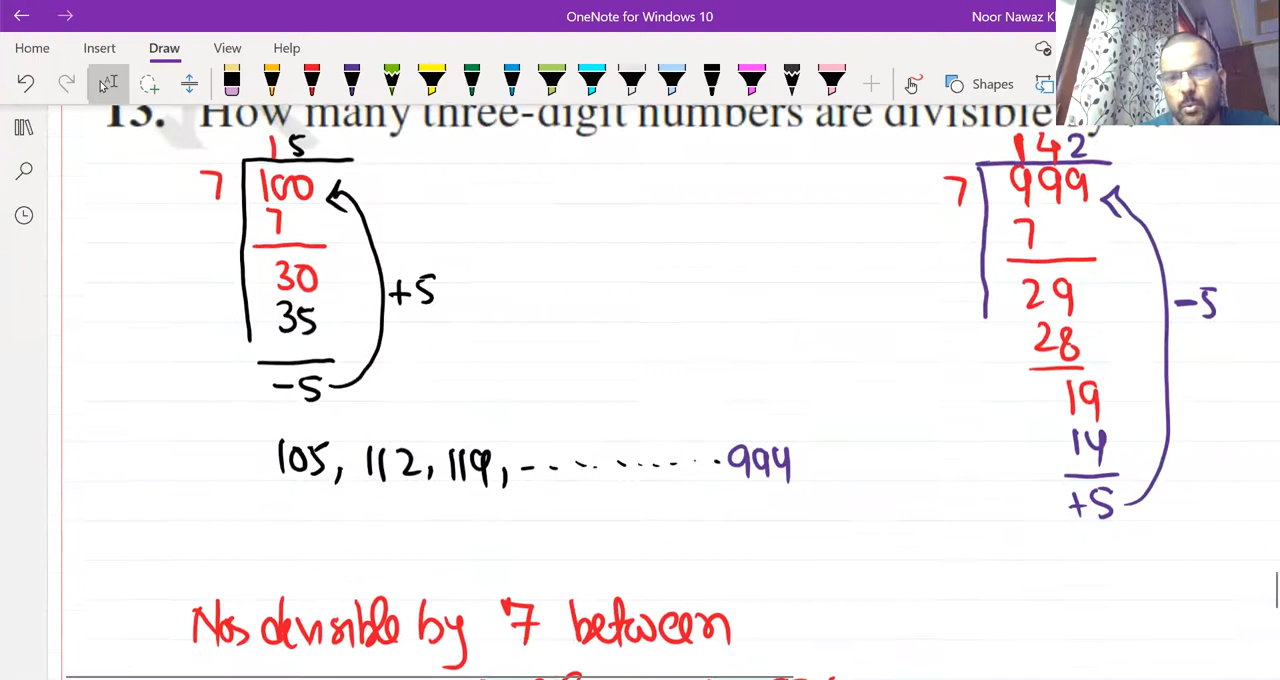 OneNote for Windows 10
Noor Nawaz
Home Insert Draw View Help
Shapes
13. How many three-digit numbers are divisible
15
7 100
7
30
35
-5
+5
142
7 999
7
29
28
19
14
+5
-5
105, 112, 119, - - . . . . . . . . 994
Nos devisible by 7 between